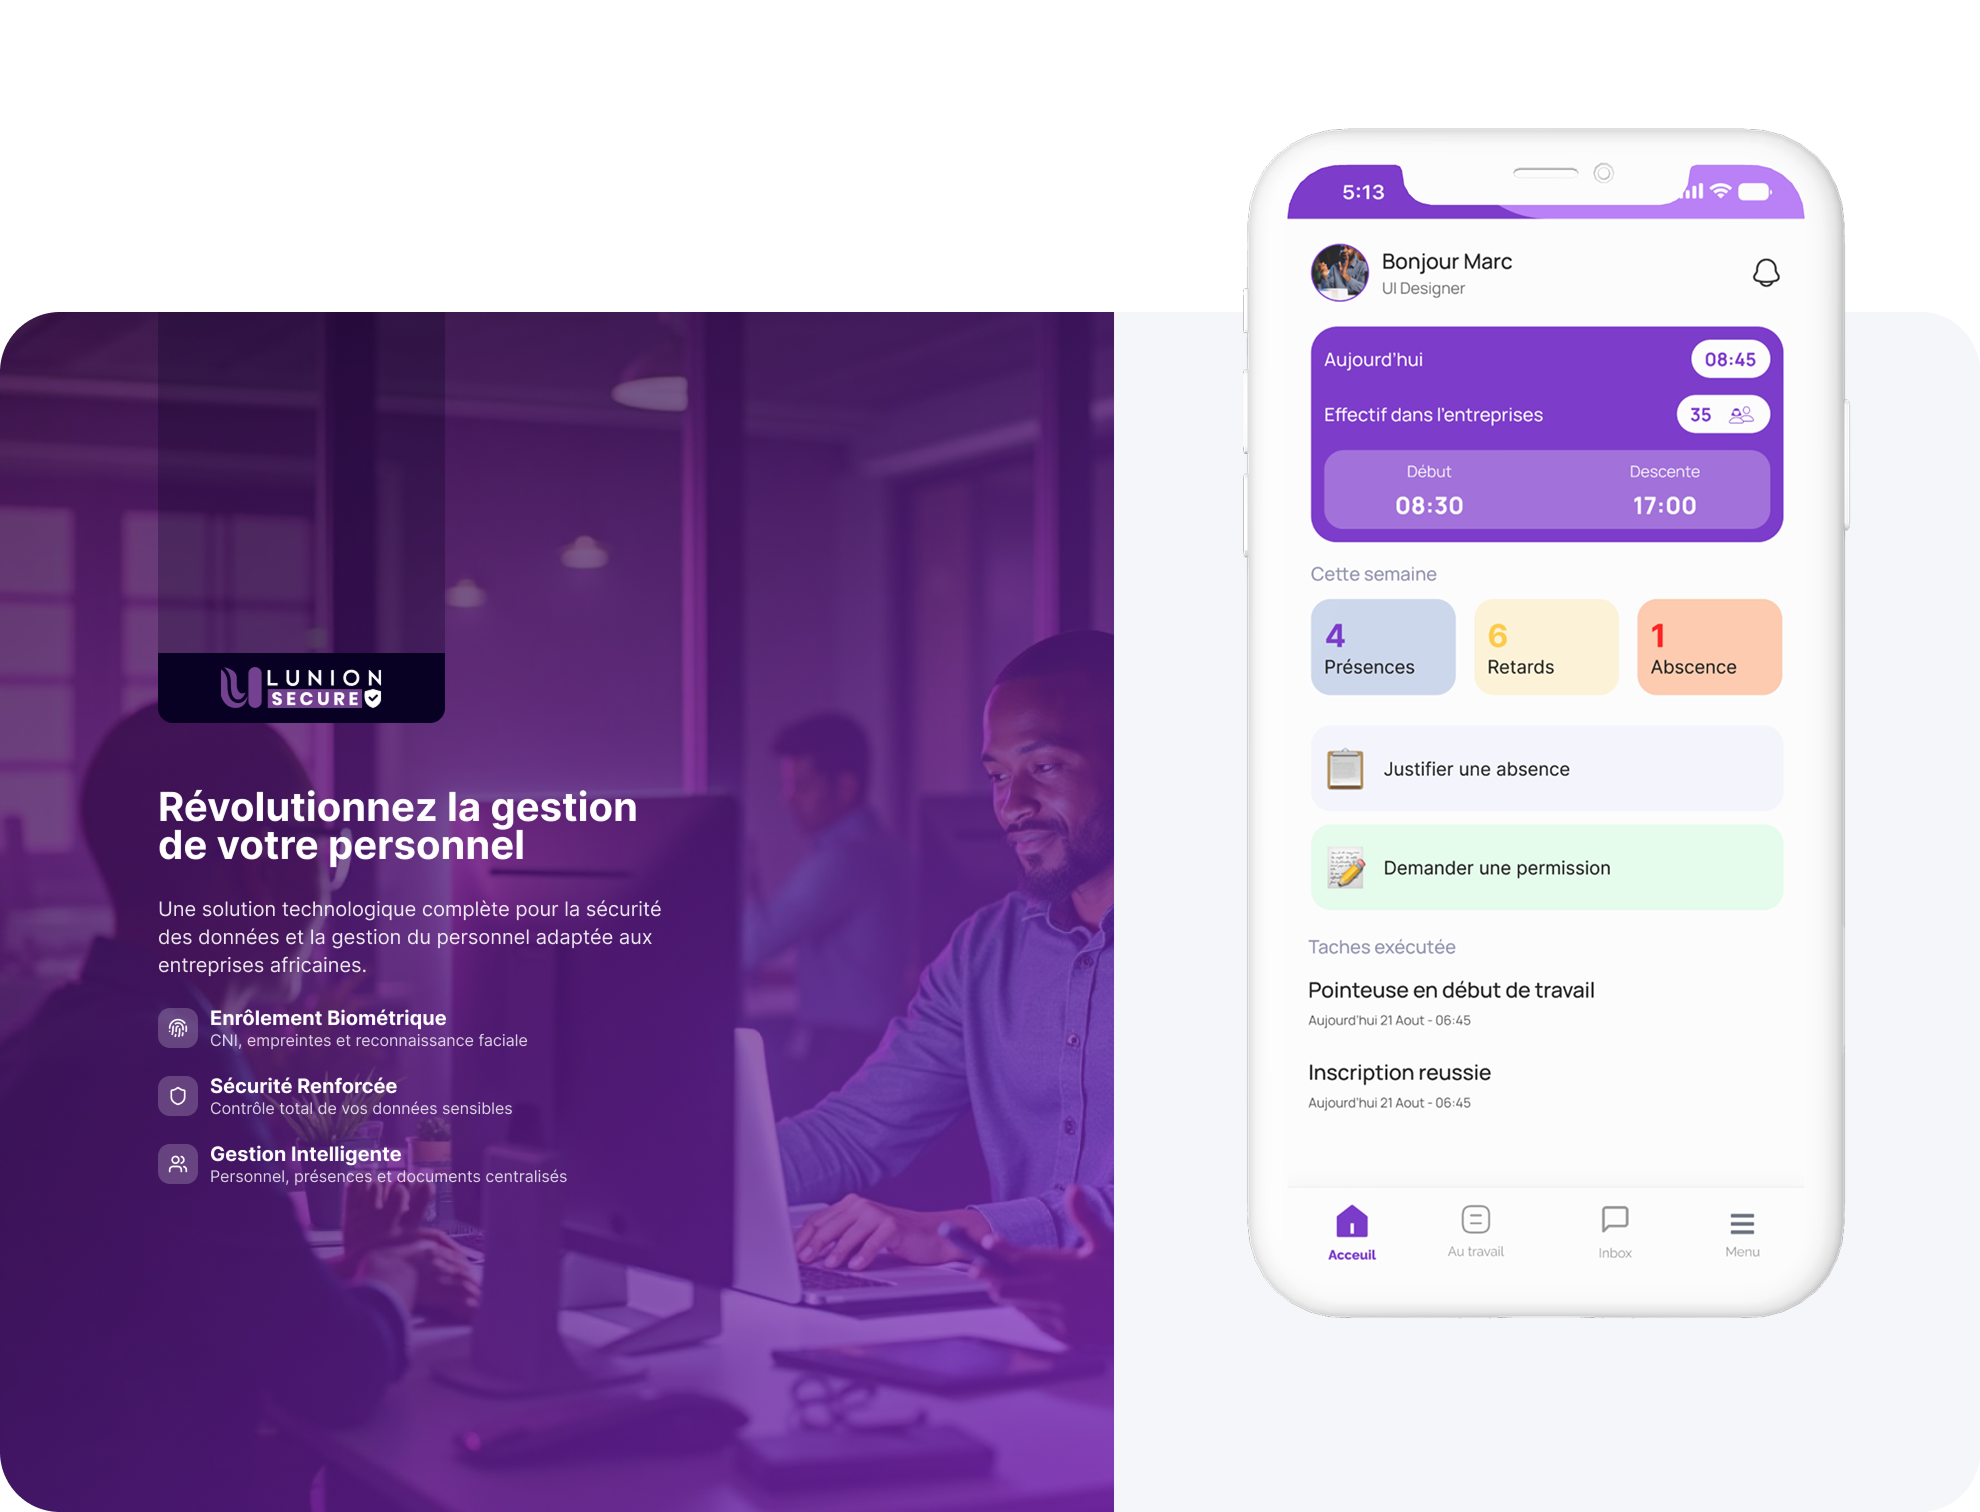 LUNION
SECURE
Révolutionnez la gestion
de votre personnel
Une solution technologique complète pour la sécurité
des données et la gestion du personnel adaptée aux
entreprises africaines.
Enrôlement Biométrique
CNI, empreintes et reconnaissance faciale
Sécurité Renforcée
Contrôle total de vos données sensibles
Gestion Intelligente
Personnel, présences et documents centralisés
5:13
Bonjour Marc
UI Designer
Aujourd'hui 08:45
Effectif dans l'entreprises 35
Début Descente
08:30 17:00
Cette semaine
4 6 1
Présences Retards Abscence
Justifier une absence
Demander une permission
Taches exécutée
Pointeuse en début de travail
Aujourd'hui 21 Aout - 06:45
Inscription reussie
Aujourd'hui 21 Aout - 06:45
Acceuil Au travail Inbox Menu